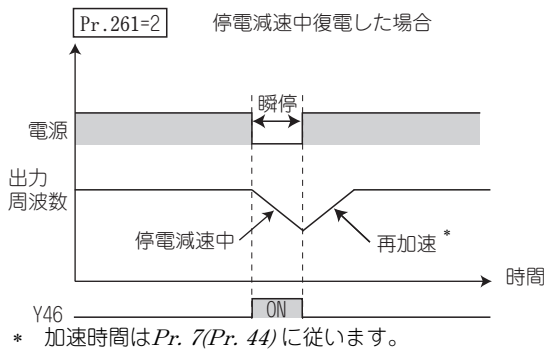 Pr.261=2 停電減速中復電した場合
瞬停
電源
出力
周波数
停電減速中
再加速 *
時間
Y46 ON
* 加速時間はPr. 7(Pr. 44) に従います。